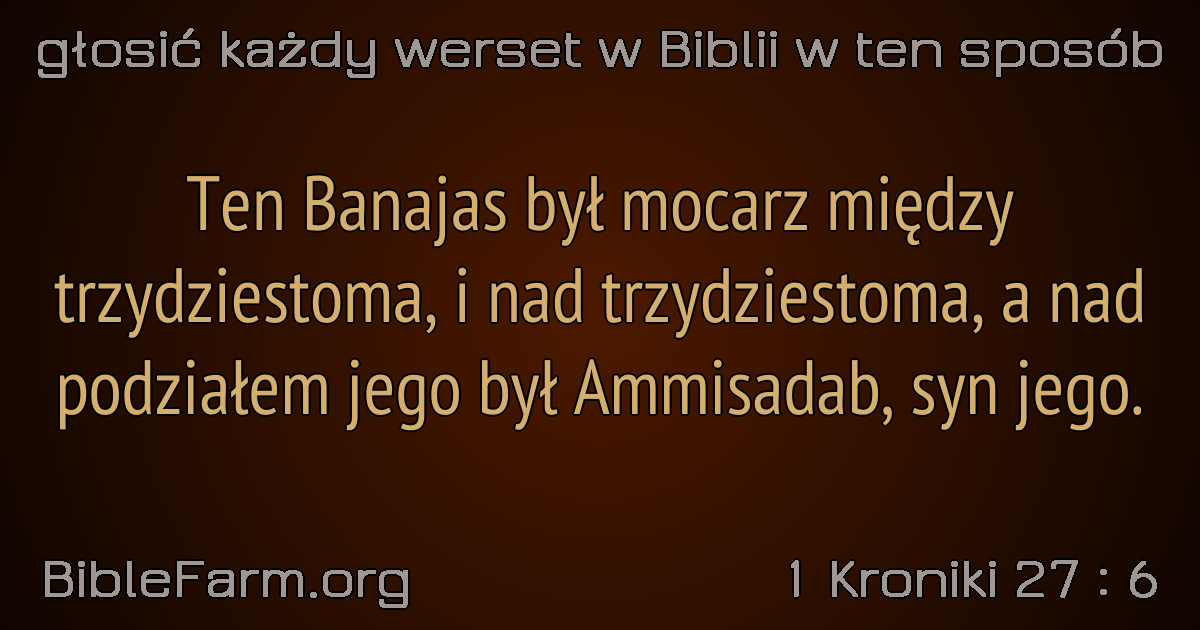 głosić każdy werset w Biblii w ten sposób
Ten Banajas był mocarz między
trzydziestoma, i nad trzydziestoma, a nad
podziałem jego był Ammisadab, syn jego.
BibleFarm.org
1 Kroniki 27 : 6